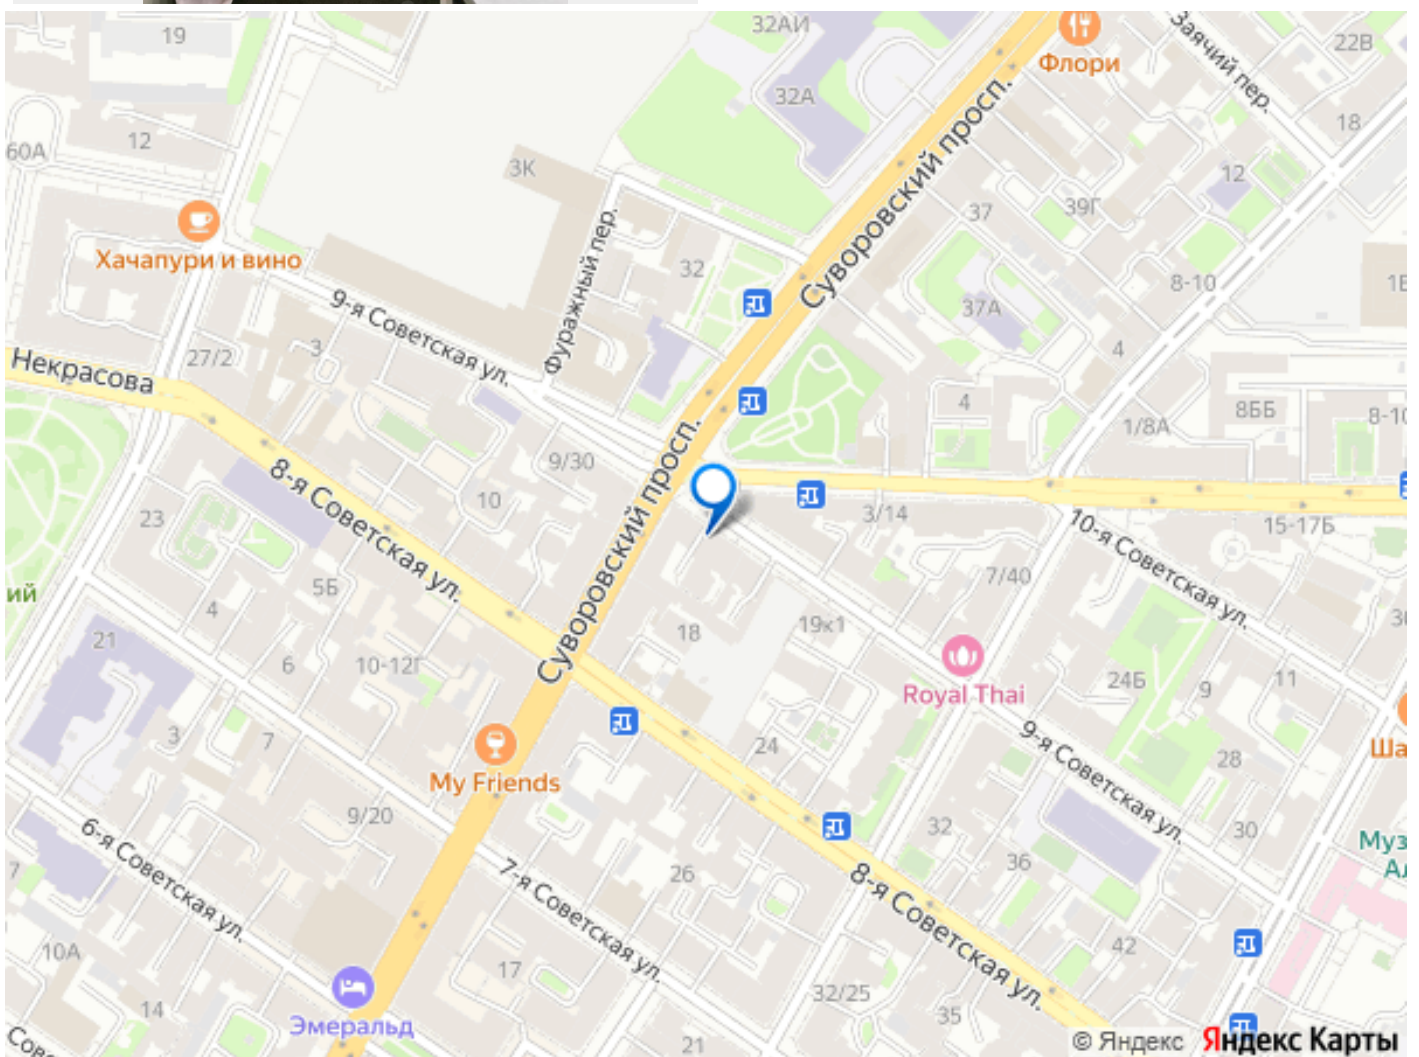 19
32АИ
Заячий пер.
22В
Флори
32А
18
12
60А
3К
12
Суворовский просп.
37
39Г
Хачапури и вино
Фуражный пер.
32
8-10
37А
9-я Советская ул.
27/2
3
4
Некрасова
4
8ББ
1/8А
9/30
8-я Советская ул.
10
Суворовский просп.
23
3/14
10-я Советская ул.
15-17Б
ий
5Б
7/40
4
18
19к1
21
6
10-12Г
Royal Thai
24Б
9
11
3
7
24
9-я Советская ул.
28
My Friends
9/20
32
30
6-я Советская ул.
7
7-я Советская ул.
26
8-я Советская ул.
36
10А
17
42
14
Эмеральд
32/25
35
21
© Яндекс Яндекс Карты